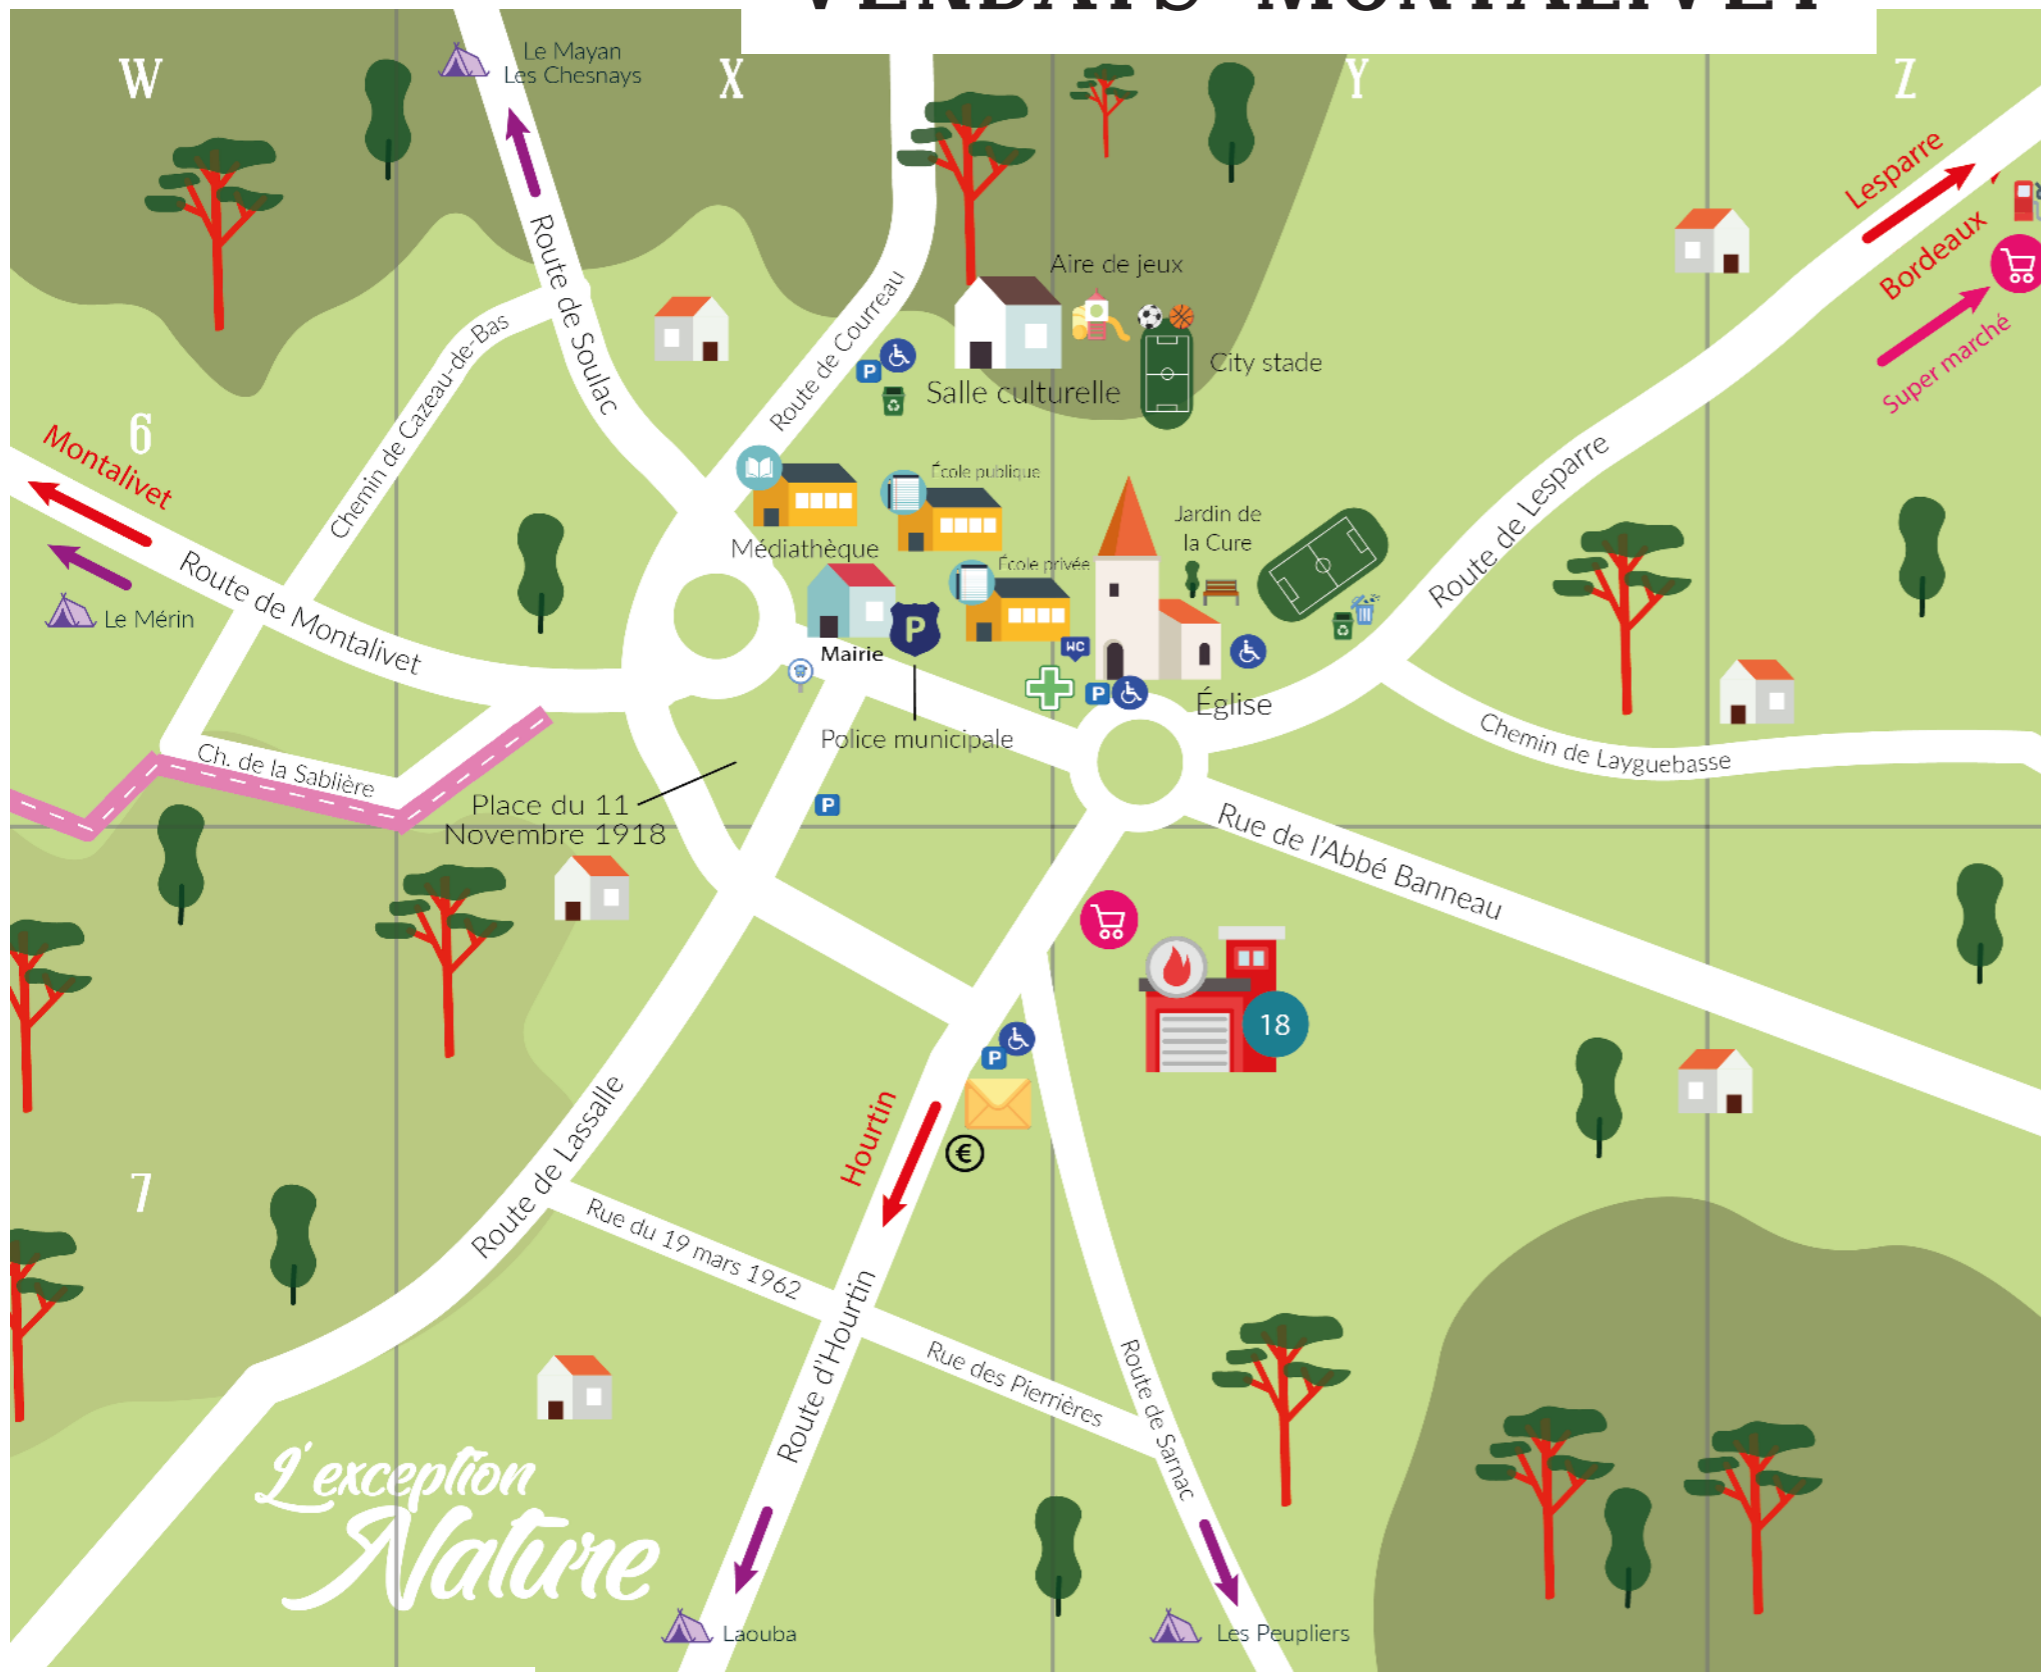 VENDAYS-MONTALIVET
W
X
Y
Z
6
7
Le Mayan
Les Chesnays
Route de Soulac
Route de Courreau
Chemin de Cazeau-de-Bas
Montalivet
Route de Montalivet
Le Mérin
Ch. de la Sablière
Aire de jeux
City stade
P
Salle culturelle
École publique
Médiathèque
École privée
Jardin de
la Cure
Mairie
P
WC
P
Église
Police municipale
Place du 11
Novembre 1918
P
Lesparre
Bordeaux
Super marché
Route de Lesparre
Chemin de Layguebasse
Rue de l'Abbé Banneau
18
P
€
Hourtin
Route de Lassalle
Rue du 19 mars 1962
Route d'Hourtin
Rue des Pierrières
Route de Sarnac
L'exception
Nature
Laouba
Les Peupliers